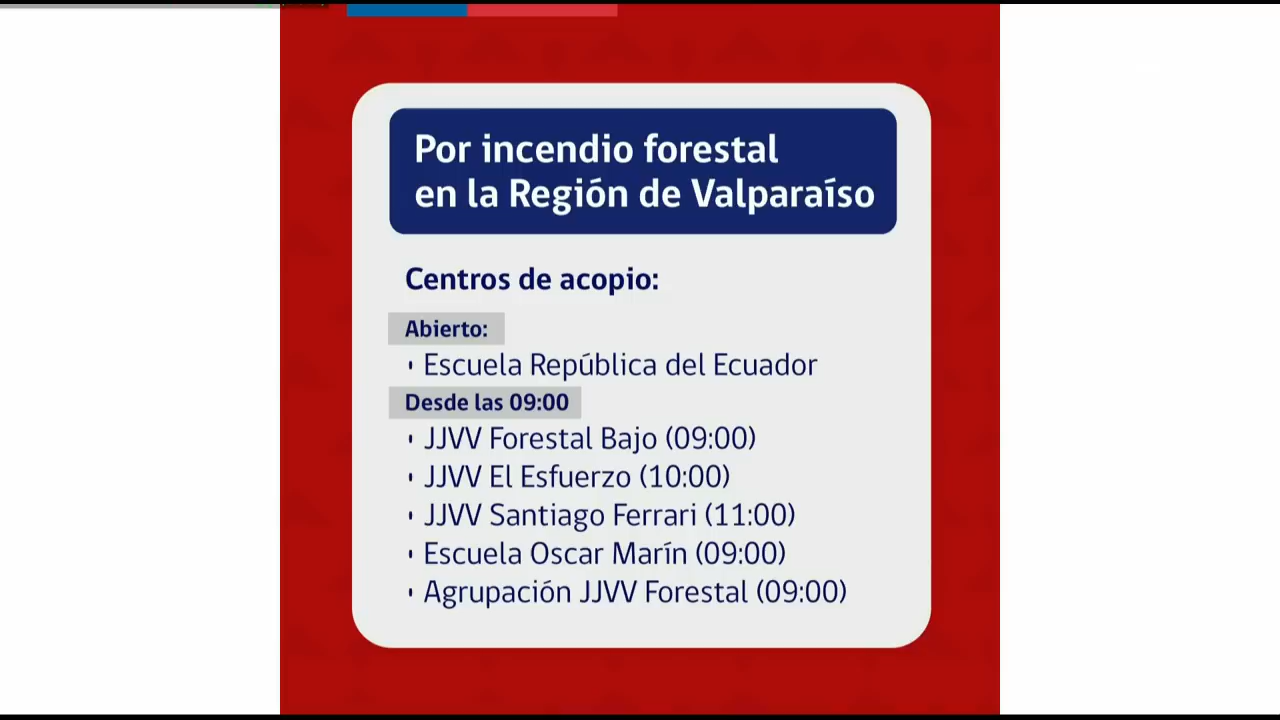 Por incendio forestal
en la Región de Valparaíso
Centros de acopio:
Abierto:
• Escuela República del Ecuador
Desde las 09:00
• JJVV Forestal Bajo (09:00)
• JJVV El Esfuerzo (10:00)
• JJVV Santiago Ferrari (11:00)
• Escuela Oscar Marín (09:00)
• Agrupación JJVV Forestal (09:00)